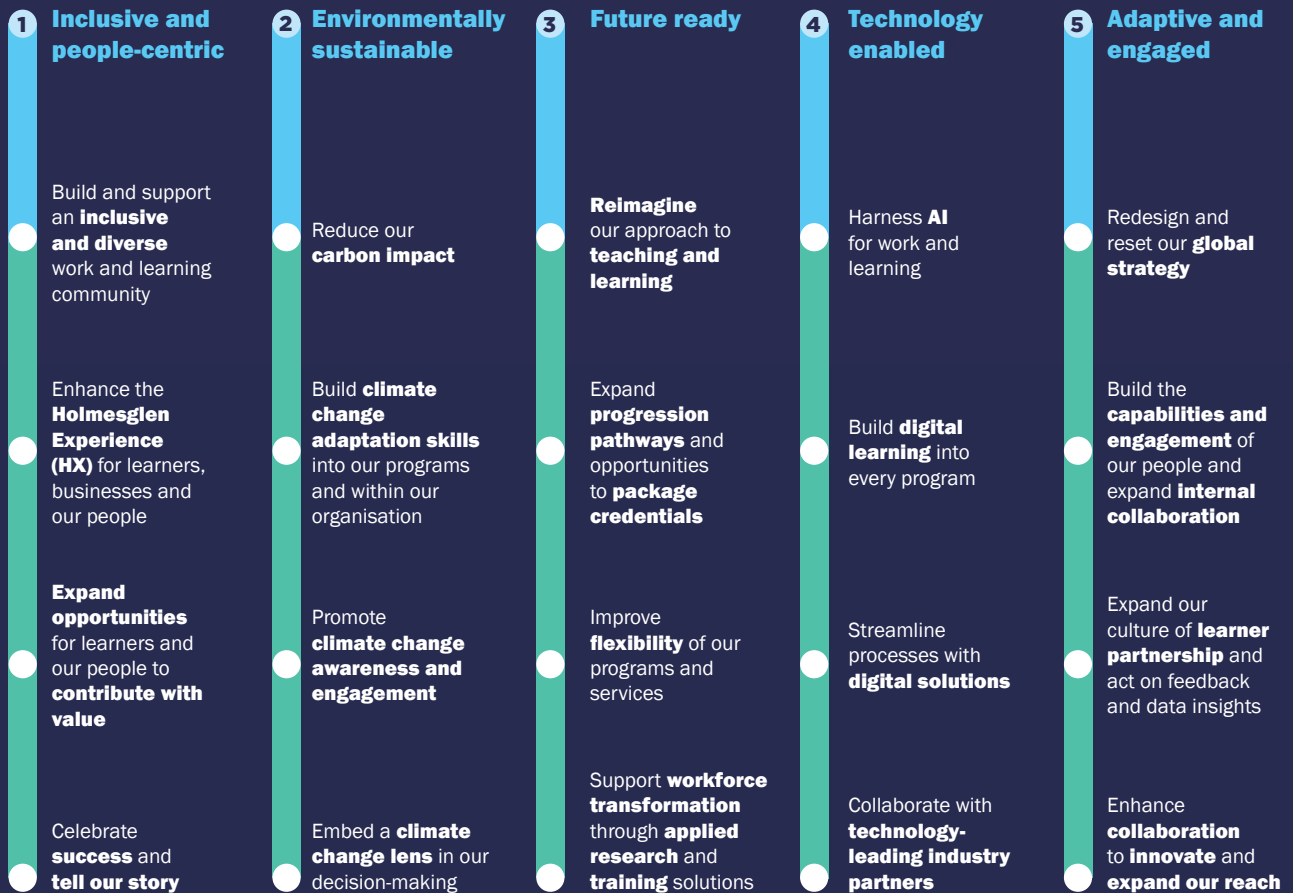 1
Inclusive and
people-centric
Build and support
an inclusive
and diverse
work and learning
community
Enhance the
Holmesglen
Experience
(HX) for learners,
businesses and
our people
Expand
opportunities
for learners and
our people to
contribute with
value
Celebrate
success and
tell our story
2
Environmentally
sustainable
Reduce our
carbon impact
Build climate
change
adaptation skills
into our programs
and within our
organisation
Promote
climate change
awareness and
engagement
Embed a climate
change lens in our
decision-making
3
Future ready
Reimagine
our approach to
teaching and
learning
Expand
progression
pathways and
opportunities
to package
credentials
Improve
flexibility of our
programs and
services
Support workforce
transformation
through applied
research and
training solutions
4
Technology
enabled
Harness AI
for work and
learning
Build digital
learning into
every program
Streamline
processes with
digital solutions
Collaborate with
technology-
leading industry
partners
5
Adaptive and
engaged
Redesign and
reset our global
strategy
Build the
capabilities and
engagement of
our people and
expand internal
collaboration
Expand our
culture of learner
partnership and
act on feedback
and data insights
Enhance
collaboration
to innovate and
expand our reach